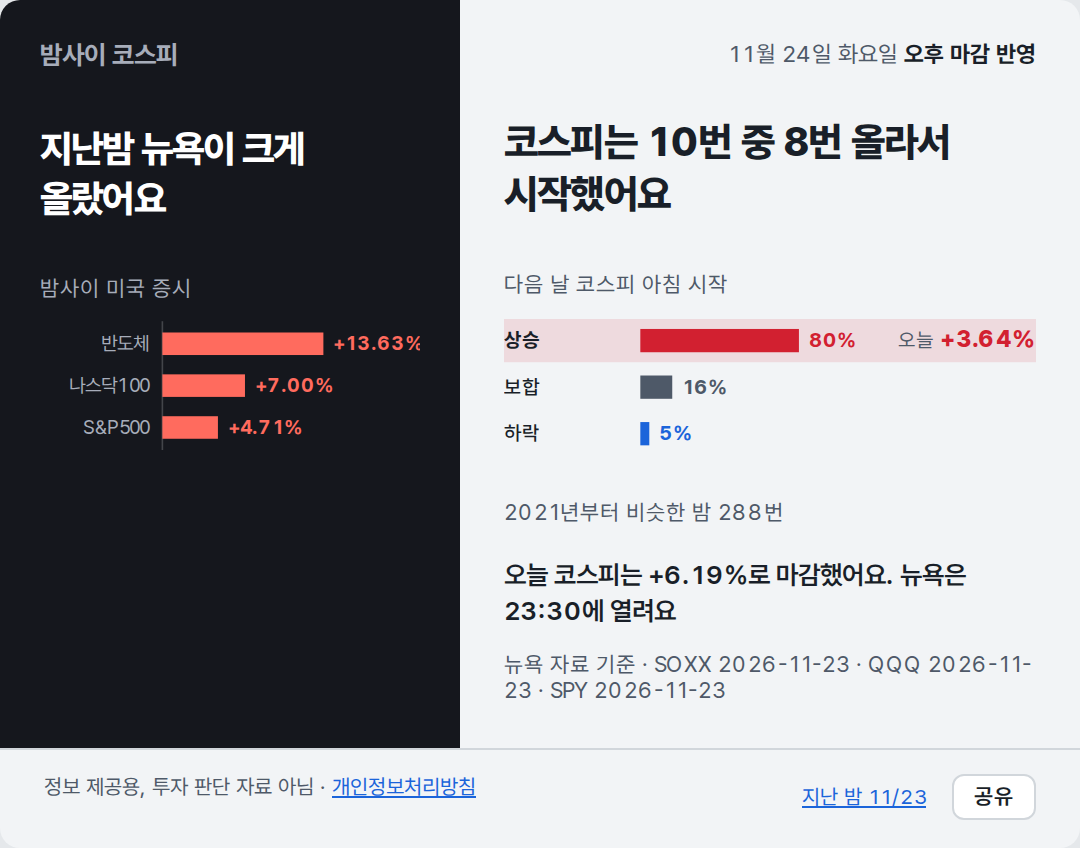 밤사이 코스피
지난밤 뉴욕이 크게
올랐어요
밤사이 미국 증시
반도체 +13.63%
나스닥100 +7.00%
S&P500 +4.71%
11월 24일 화요일 오후 마감 반영
코스피는 10번 중 8번 올라서
시작했어요
다음 날 코스피 아침 시작
상승 80% 오늘 +3.64%
보합 16%
하락 5%
2021년부터 비슷한 밤 288번
오늘 코스피는 +6.19%로 마감했어요. 뉴욕은
23:30에 열려요
뉴욕 자료 기준 · SOXX 2026-11-23 · QQQ 2026-11-
23 · SPY 2026-11-23
정보 제공용, 투자 판단 자료 아님 · 개인정보처리방침
지난 밤 11/23 공유